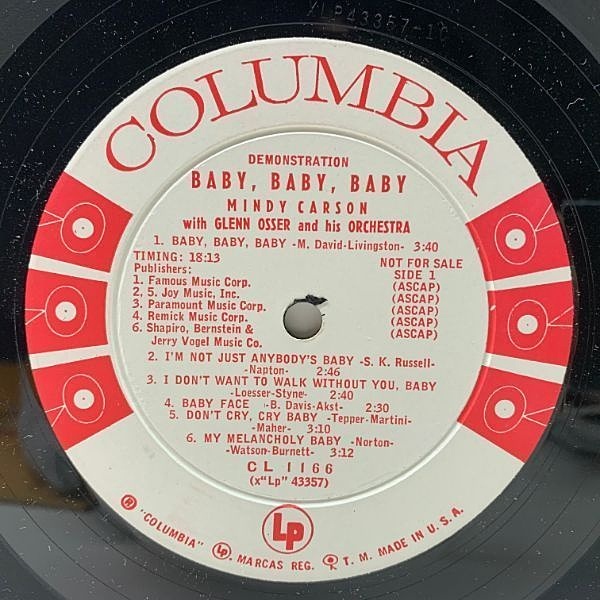 XLP43357-1C
COLUMBIA
DEMONSTRATION
BABY, BABY, BABY
MINDY CARSON
with GLENN OSSER and his ORCHESTRA
1. BABY, BABY, BABY -M. David-Livingston- 3:40
TIMING: 18:13 NOT FOR SALE
Publishers: SIDE 1
1. Famous Music Corp. (ASCAP)
2. 5. Joy Music, Inc. (ASCAP)
3. Paramount Music Corp. (ASCAP)
4. Remick Music Corp. (ASCAP)
6. Shapiro, Bernstein & (ASCAP)
Jerry Vogel Music Co.
2. I'M NOT JUST ANYBODY'S BABY -S. K. Russell-
-Napton- 2:46
3. I DON'T WANT TO WALK WITHOUT YOU, BABY
-Loesser-Styne- 2:40
4. BABY FACE -B. Davis-Akst- 2:30
5. DON'T CRY, CRY BABY -Tepper-Martini-
-Maher- 3:10
6. MY MELANCHOLY BABY -Norton-
-Watson-Burnett- 3:12
CL 1166
(x"Lp" 43357)
Lp
® "COLUMBIA" Lp. MARCAS REG. T. M. MADE IN U. S. A.